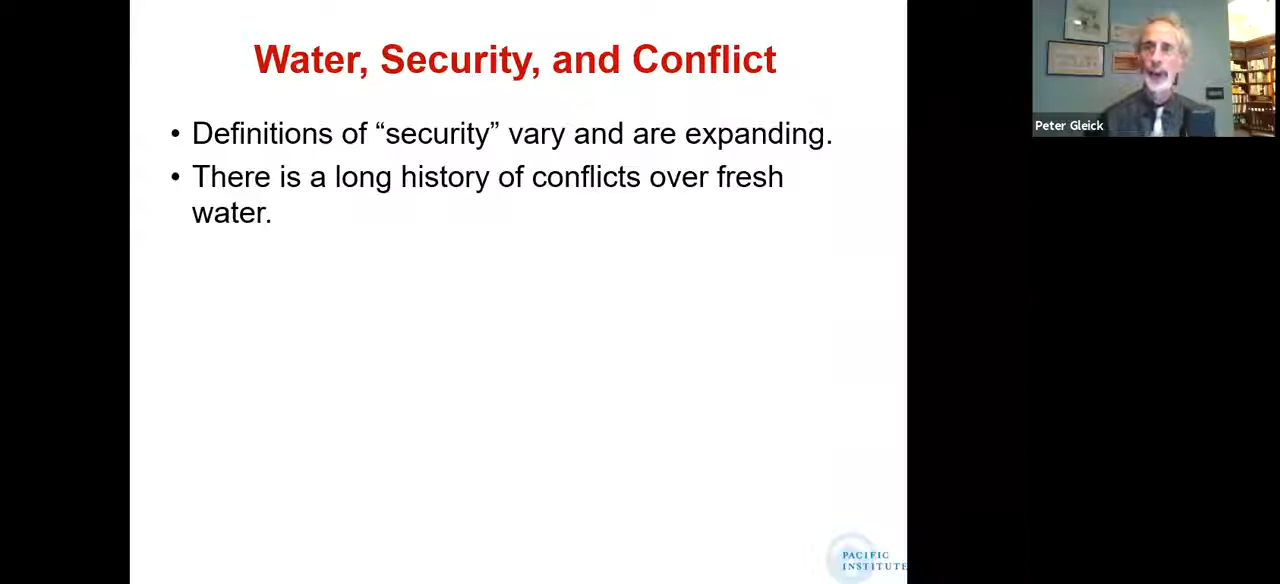 Water, Security, and Conflict
• Definitions of “security” vary and are expanding.
• There is a long history of conflicts over fresh
water.
Peter Gleick
PACIFIC
INSTITUTE